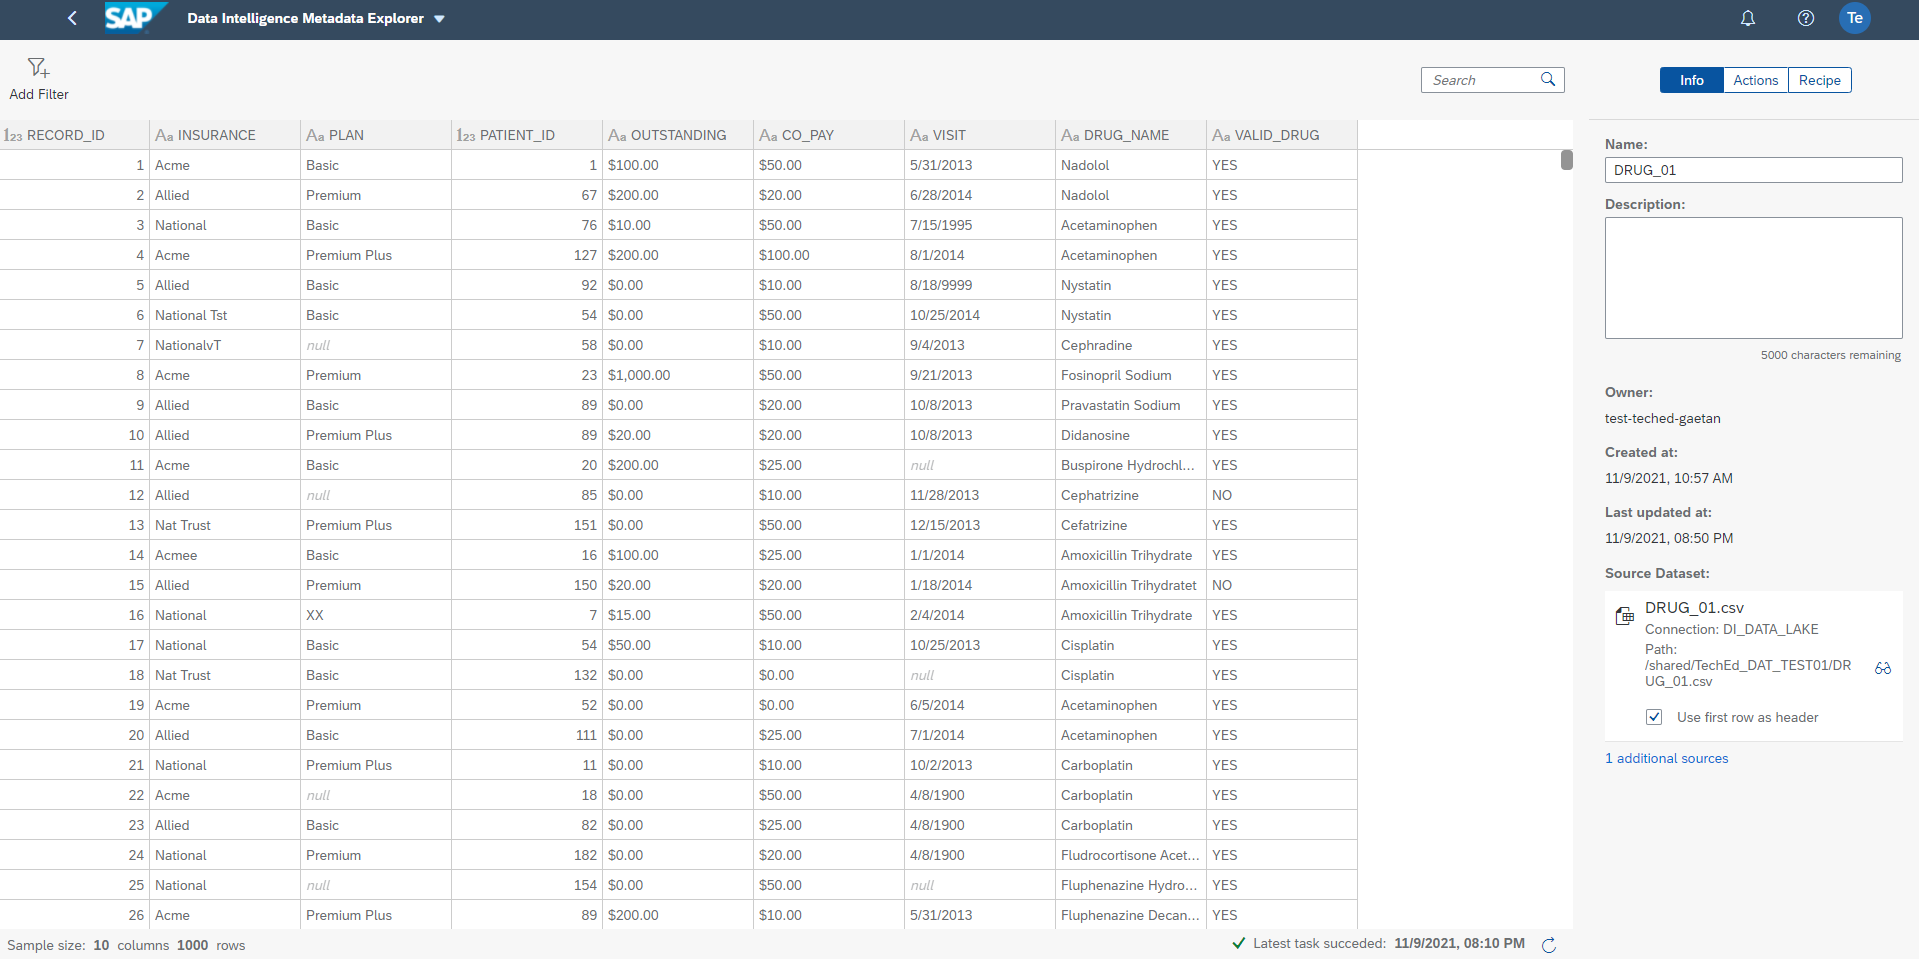 SAP Data Intelligence Metadata Explorer Te
Add Filter
Search
Info Actions Recipe
123 RECORD_ID Aa INSURANCE Aa PLAN 123 PATIENT_ID Aa OUTSTANDING Aa CO_PAY Aa VISIT Aa DRUG_NAME Aa VALID_DRUG
1 Acme Basic 1 $100.00 $50.00 5/31/2013 Nadolol YES
2 Allied Premium 67 $200.00 $20.00 6/28/2014 Nadolol YES
3 National Basic 76 $10.00 $50.00 7/15/1995 Acetaminophen YES
4 Acme Premium Plus 127 $200.00 $100.00 8/1/2014 Acetaminophen YES
5 Allied Basic 92 $0.00 $10.00 8/18/9999 Nystatin YES
6 National Tst Basic 54 $0.00 $50.00 10/25/2014 Nystatin YES
7 NationalvT null 58 $0.00 $10.00 9/4/2013 Cephradine YES
8 Acme Premium 23 $1,000.00 $50.00 9/21/2013 Fosinopril Sodium YES
9 Allied Basic 89 $0.00 $20.00 10/8/2013 Pravastatin Sodium YES
10 Allied Premium Plus 89 $20.00 $20.00 10/8/2013 Didanosine YES
11 Acme Basic 20 $200.00 $25.00 null Buspirone Hydrochl... YES
12 Allied null 85 $0.00 $10.00 11/28/2013 Cephatrizine NO
13 Nat Trust Premium Plus 151 $0.00 $50.00 12/15/2013 Cefatrizine YES
14 Acmee Basic 16 $100.00 $25.00 1/1/2014 Amoxicillin Trihydrate YES
15 Allied Premium 150 $20.00 $20.00 1/18/2014 Amoxicillin Trihydratet NO
16 National XX 7 $15.00 $50.00 2/4/2014 Amoxicillin Trihydrate YES
17 National Basic 54 $50.00 $10.00 10/25/2013 Cisplatin YES
18 Nat Trust Basic 132 $0.00 $0.00 null Cisplatin YES
19 Acme Premium 52 $0.00 $0.00 6/5/2014 Acetaminophen YES
20 Allied Basic 111 $0.00 $25.00 7/1/2014 Acetaminophen YES
21 National Premium Plus 11 $0.00 $10.00 10/2/2013 Carboplatin YES
22 Acme null 18 $0.00 $50.00 4/8/1900 Carboplatin YES
23 Allied Basic 82 $0.00 $25.00 4/8/1900 Carboplatin YES
24 National Premium 182 $0.00 $20.00 4/8/1900 Fludrocortisone Acet... YES
25 National null 154 $0.00 $50.00 null Fluphenazine Hydro... YES
26 Acme Premium Plus 89 $200.00 $10.00 5/31/2013 Fluphenazine Decan... YES
Sample size: 10 columns 1000 rows
Latest task succeded: 11/9/2021, 08:10 PM
Name:
DRUG_01
Description:
5000 characters remaining
Owner:
test-teched-gaetan
Created at:
11/9/2021, 10:57 AM
Last updated at:
11/9/2021, 08:50 PM
Source Dataset:
DRUG_01.csv
Connection: DI_DATA_LAKE
Path:
/shared/TechEd_DAT_TEST01/DR
UG_01.csv
Use first row as header
1 additional sources